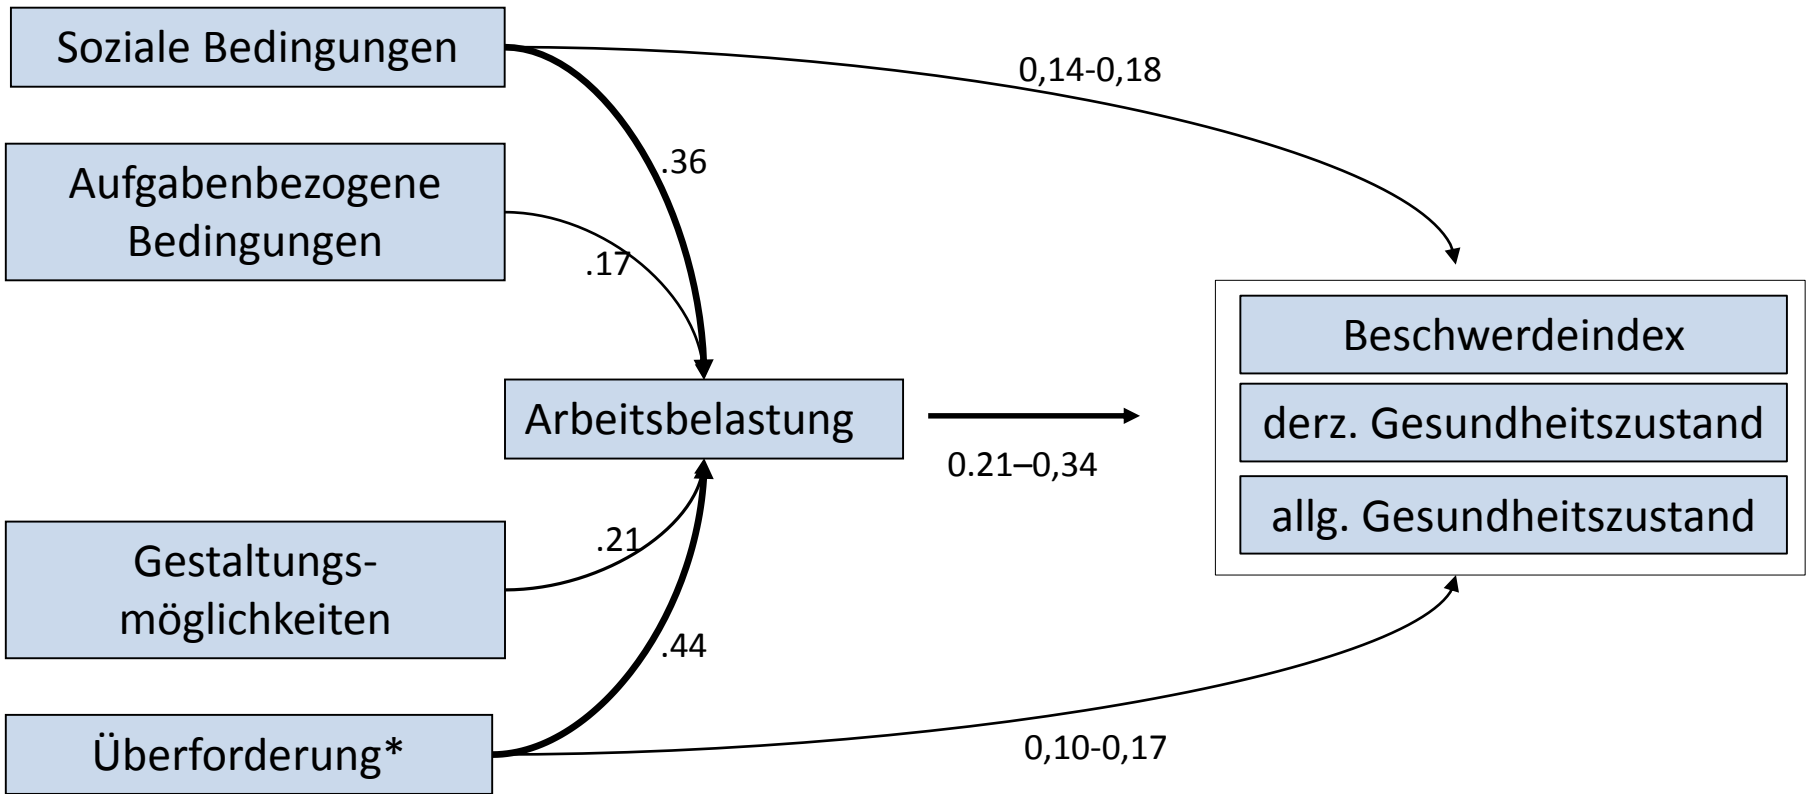 Soziale Bedingungen
0,14-0,18
.36
Aufgabenbezogene
Bedingungen
.17
Beschwerdeindex
Arbeitsbelastung
derz. Gesundheitszustand
0.21–0,34
allg. Gesundheitszustand
.21
Gestaltungs-
möglichkeiten
.44
Überforderung*
0,10-0,17